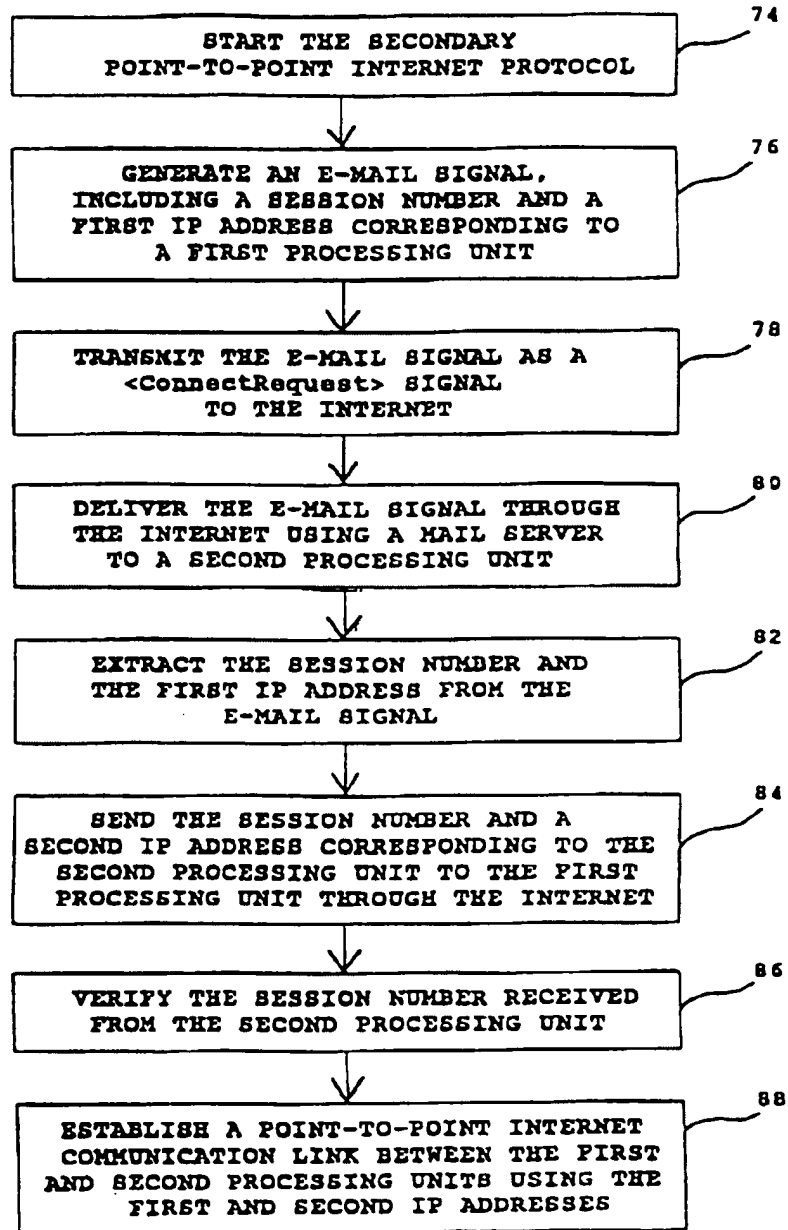 74
START THE SECONDARY
POINT-TO-POINT INTERNET PROTOCOL
76
GENERATE AN E-MAIL SIGNAL,
INCLUDING A SESSION NUMBER AND A
FIRST IP ADDRESS CORRESPONDING TO
A FIRST PROCESSING UNIT
78
TRANSMIT THE E-MAIL SIGNAL AS A
<ConnectRequest> SIGNAL
TO THE INTERNET
80
DELIVER THE E-MAIL SIGNAL THROUGH
THE INTERNET USING A MAIL SERVER
TO A SECOND PROCESSING UNIT
82
EXTRACT THE SESSION NUMBER AND
THE FIRST IP ADDRESS FROM THE
E-MAIL SIGNAL
84
SEND THE SESSION NUMBER AND A
SECOND IP ADDRESS CORRESPONDING TO THE
SECOND PROCESSING UNIT TO THE FIRST
PROCESSING UNIT THROUGH THE INTERNET
86
VERIFY THE SESSION NUMBER RECEIVED
FROM THE SECOND PROCESSING UNIT
88
ESTABLISH A POINT-TO-POINT INTERNET
COMMUNICATION LINK BETWEEN THE FIRST
AND SECOND PROCESSING UNITS USING THE
FIRST AND SECOND IP ADDRESSES